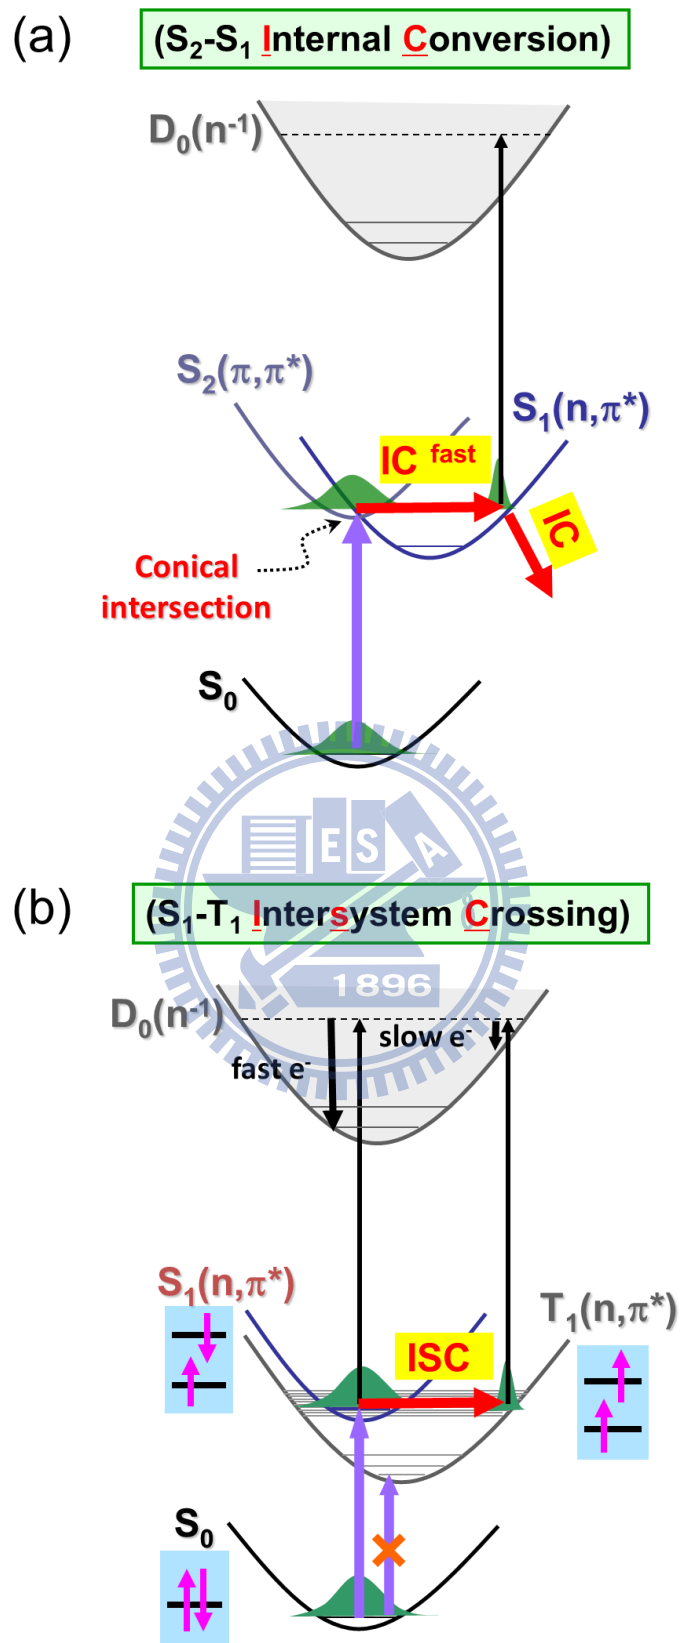 (a)
(S₂-S₁ Internal Conversion)
D₀(n⁻¹)
S₂(π,π*)
S₁(n,π*)
IC fast
IC
Conical
intersection
S₀
E S A
(b)
(S₁-T₁ Intersystem Crossing)
1896
D₀(n⁻¹)
slow e⁻
fast e⁻
S₁(n,π*)
T₁(n,π*)
ISC
S₀